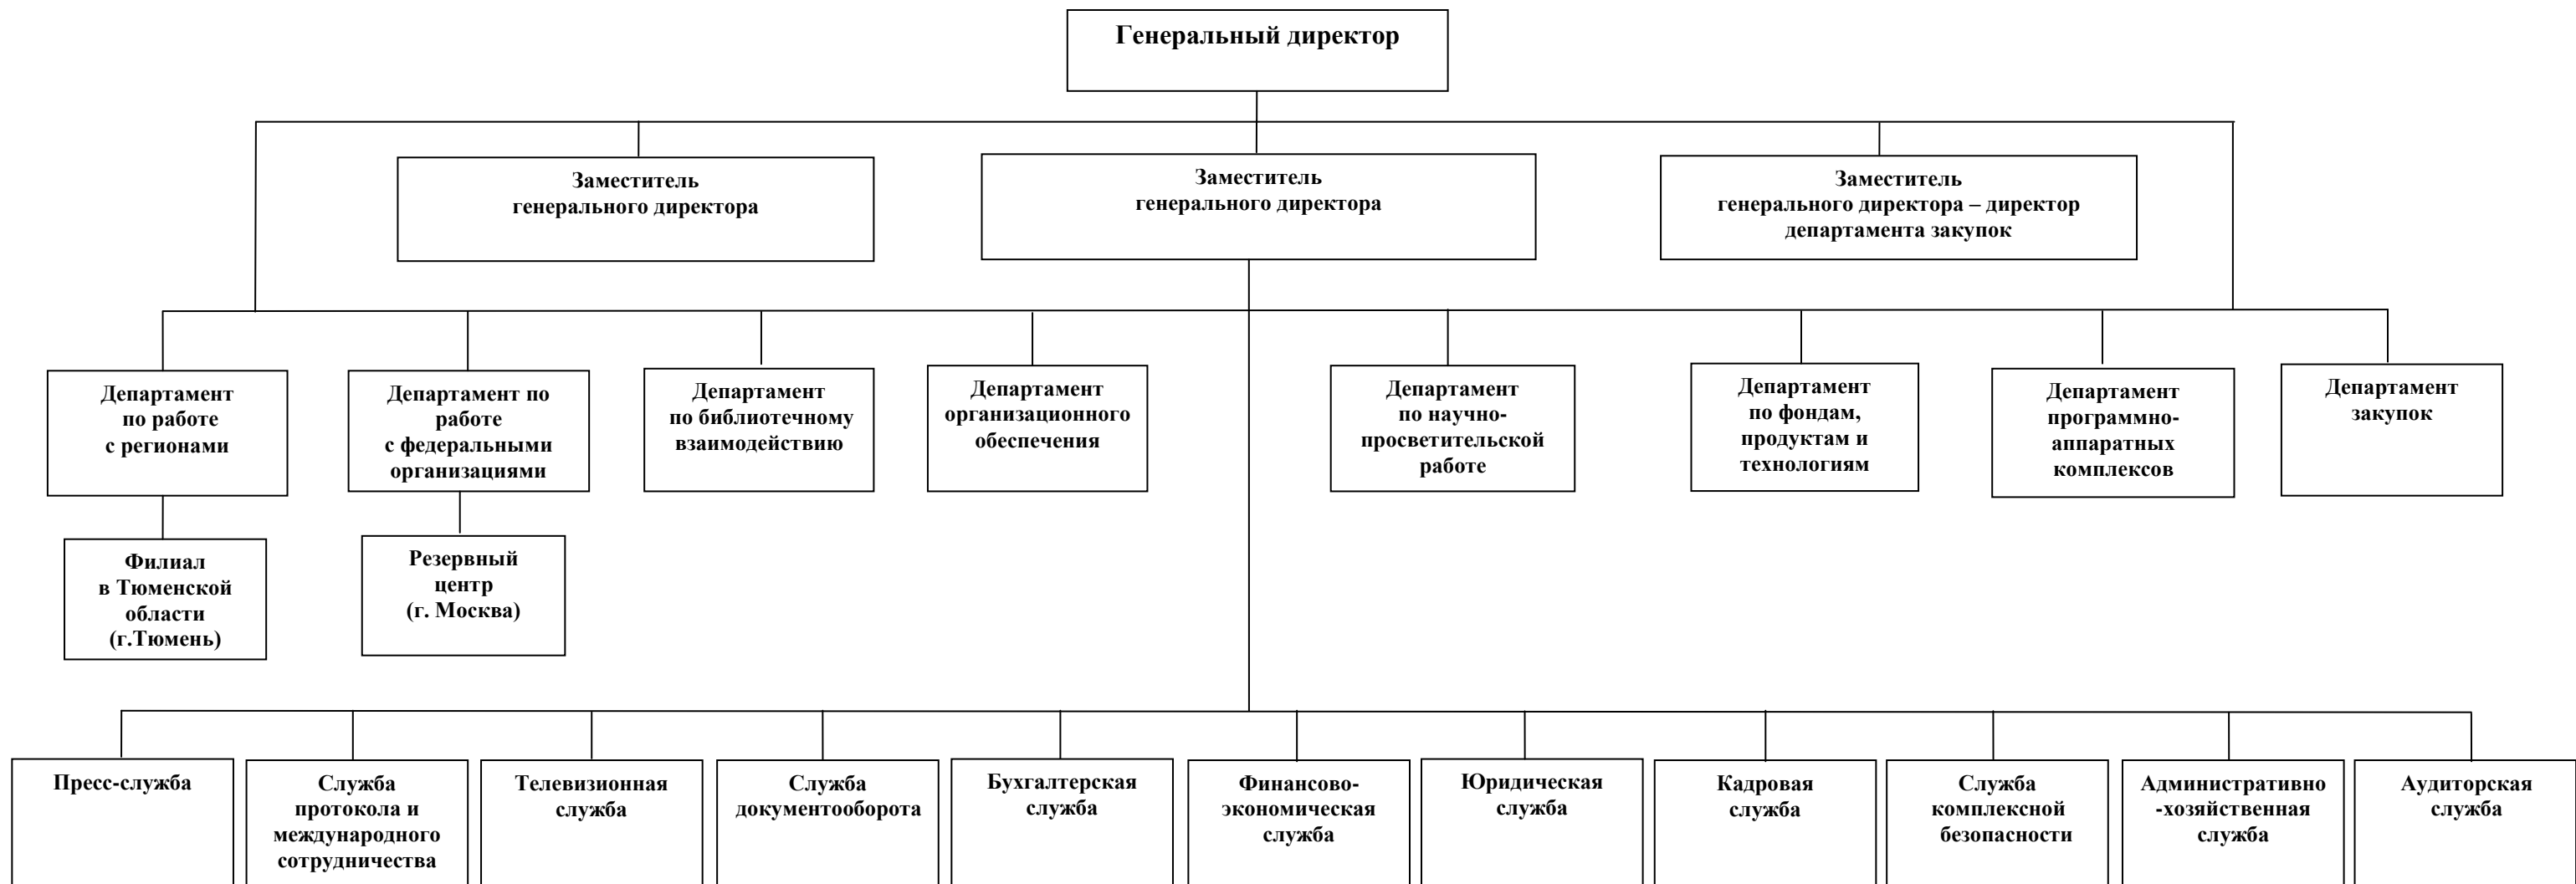 Генеральный директор
Заместитель
генерального директора
Заместитель
генерального директора
Заместитель
генерального директора – директор
департамента закупок
Департамент
по работе
с регионами
Департамент по
работе
с федеральными
организациями
Департамент
по библиотечному
взаимодействию
Департамент
организационного
обеспечения
Департамент
по научно-
просветительской
работе
Департамент
по фондам,
продуктам и
технологиям
Департамент
программно-
аппаратных
комплексов
Департамент
закупок
Филиал
в Тюменской
области
(г.Тюмень)
Резервный
центр
(г. Москва)
Пресс-служба
Служба
протокола и
международного
сотрудничества
Телевизионная
служба
Служба
документооборота
Бухгалтерская
служба
Финансово-
экономическая
служба
Юридическая
служба
Кадровая
служба
Служба
комплексной
безопасности
Административно
-хозяйственная
служба
Аудиторская
служба